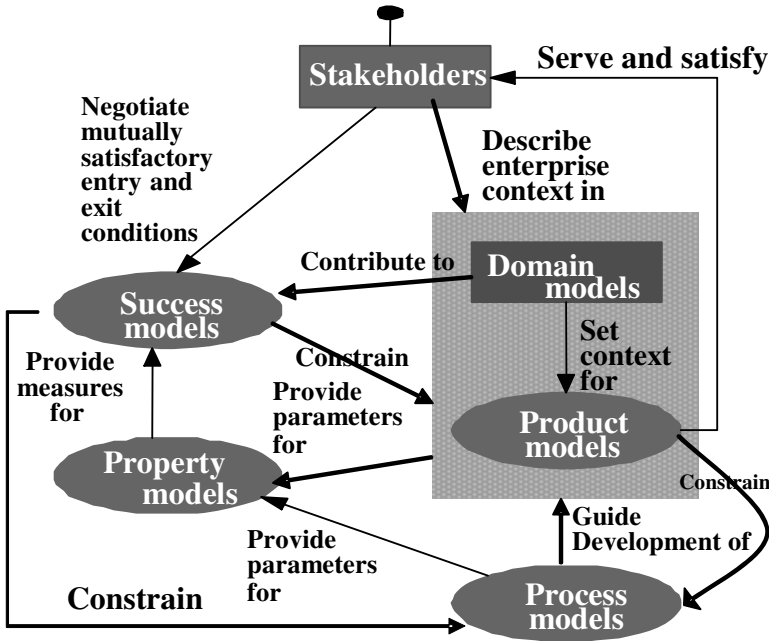 Serve and satisfy
Stakeholders
Negotiate
mutually
satisfactory
entry and
exit
conditions
Describe
enterprise
context in
Contribute to
Domain
models
Success
models
Set
context
for
Constrain
Provide
measures
for
Provide
parameters
for
Product
models
Property
models
Constrain
Guide
Development of
Provide
parameters
for
Constrain
Process
models